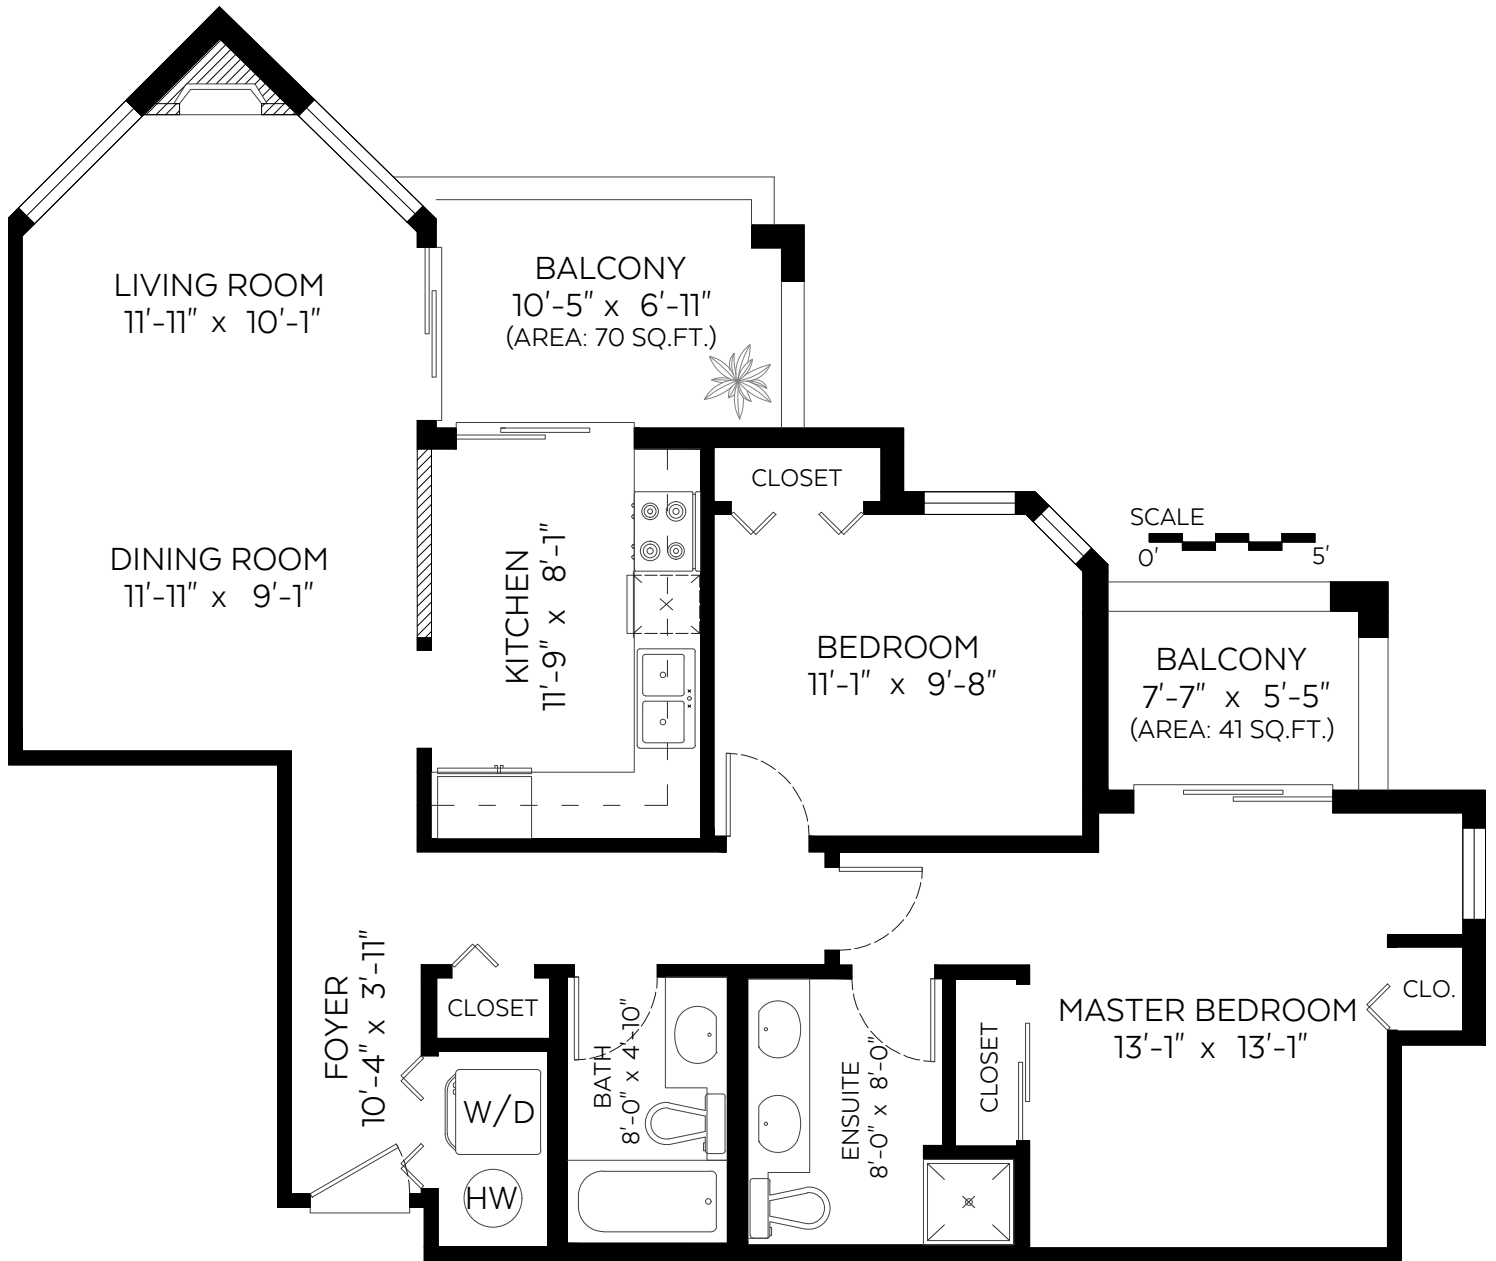 LIVING ROOM
11'-11" x 10'-1"
BALCONY
10'-5" x 6'-11"
(AREA: 70 SQ.FT.)
DINING ROOM
11'-11" x 9'-1"
KITCHEN
11'-9" x 8'-1"
CLOSET
BEDROOM
11'-1" x 9'-8"
SCALE
0' 5'
BALCONY
7'-7" x 5'-5"
(AREA: 41 SQ.FT.)
FOYER
10'-4" x 3'-11"
CLOSET
W/D
HW
BATH
8'-0" x 4'-10"
ENSUITE
8'-0" x 8'-0"
CLOSET
MASTER BEDROOM
13'-1" x 13'-1"
CLO.